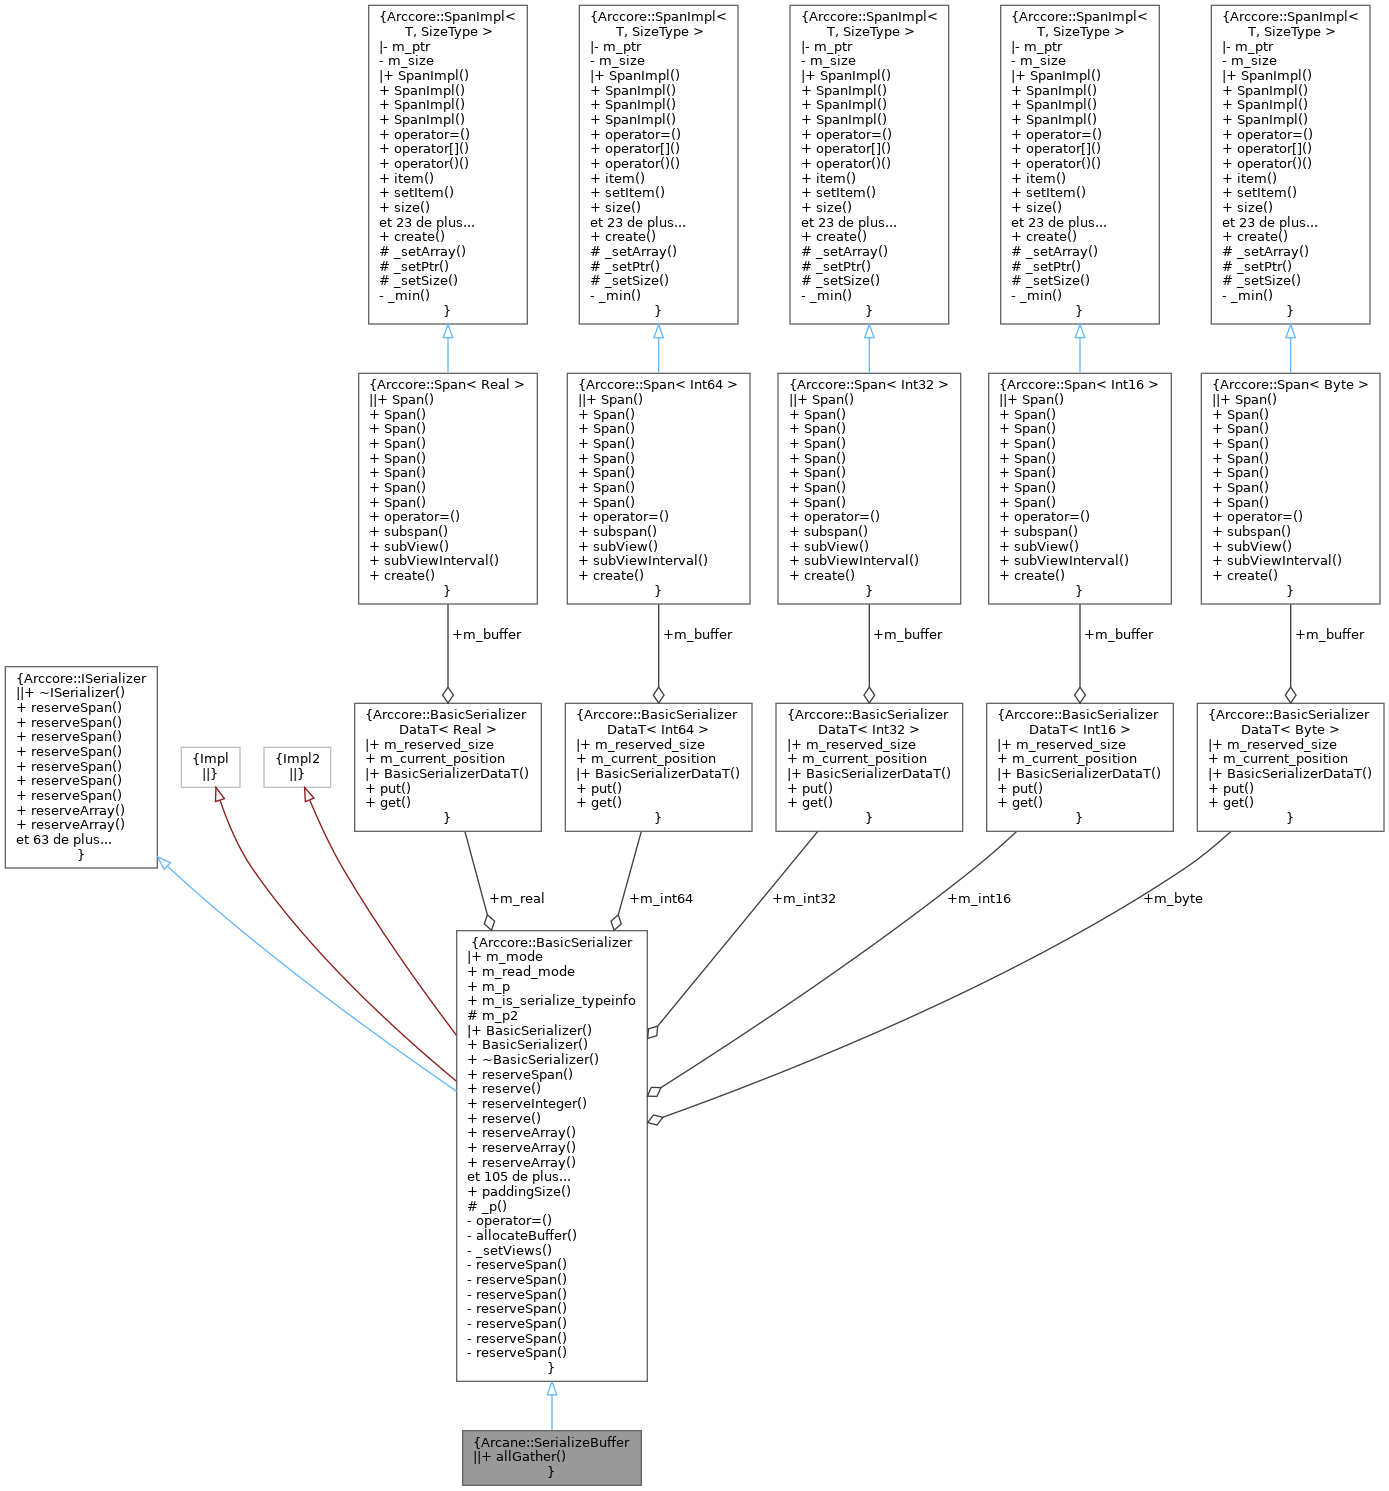 {Arccore::SpanImpl<
T, SizeType >
|- m_ptr
- m_size
|+ SpanImpl()
+ SpanImpl()
+ SpanImpl()
+ SpanImpl()
+ operator=()
+ operator[]()
+ operator()()
+ item()
+ setItem()
+ size()
et 23 de plus...
+ create()
# _setArray()
# _setPtr()
# _setSize()
- _min()
}
{Arccore::SpanImpl<
T, SizeType >
|- m_ptr
- m_size
|+ SpanImpl()
+ SpanImpl()
+ SpanImpl()
+ SpanImpl()
+ operator=()
+ operator[]()
+ operator()()
+ item()
+ setItem()
+ size()
et 23 de plus...
+ create()
# _setArray()
# _setPtr()
# _setSize()
- _min()
}
{Arccore::SpanImpl<
T, SizeType >
|- m_ptr
- m_size
|+ SpanImpl()
+ SpanImpl()
+ SpanImpl()
+ SpanImpl()
+ operator=()
+ operator[]()
+ operator()()
+ item()
+ setItem()
+ size()
et 23 de plus...
+ create()
# _setArray()
# _setPtr()
# _setSize()
- _min()
}
{Arccore::SpanImpl<
T, SizeType >
|- m_ptr
- m_size
|+ SpanImpl()
+ SpanImpl()
+ SpanImpl()
+ SpanImpl()
+ operator=()
+ operator[]()
+ operator()()
+ item()
+ setItem()
+ size()
et 23 de plus...
+ create()
# _setArray()
# _setPtr()
# _setSize()
- _min()
}
{Arccore::SpanImpl<
T, SizeType >
|- m_ptr
- m_size
|+ SpanImpl()
+ SpanImpl()
+ SpanImpl()
+ SpanImpl()
+ operator=()
+ operator[]()
+ operator()()
+ item()
+ setItem()
+ size()
et 23 de plus...
+ create()
# _setArray()
# _setPtr()
# _setSize()
- _min()
}
{Arccore::Span< Real >
||+ Span()
+ Span()
+ Span()
+ Span()
+ Span()
+ Span()
+ Span()
+ Span()
+ operator=()
+ subspan()
+ subView()
+ subViewInterval()
+ create()
}
{Arccore::Span< Int64 >
||+ Span()
+ Span()
+ Span()
+ Span()
+ Span()
+ Span()
+ Span()
+ Span()
+ operator=()
+ subspan()
+ subView()
+ subViewInterval()
+ create()
}
{Arccore::Span< Int32 >
||+ Span()
+ Span()
+ Span()
+ Span()
+ Span()
+ Span()
+ Span()
+ Span()
+ operator=()
+ subspan()
+ subView()
+ subViewInterval()
+ create()
}
{Arccore::Span< Int16 >
||+ Span()
+ Span()
+ Span()
+ Span()
+ Span()
+ Span()
+ Span()
+ Span()
+ operator=()
+ subspan()
+ subView()
+ subViewInterval()
+ create()
}
{Arccore::Span< Byte >
||+ Span()
+ Span()
+ Span()
+ Span()
+ Span()
+ Span()
+ Span()
+ Span()
+ operator=()
+ subspan()
+ subView()
+ subViewInterval()
+ create()
}
+m_buffer
+m_buffer
+m_buffer
+m_buffer
+m_buffer
{Arccore::ISerializer
||+ ~ISerializer()
+ reserveSpan()
+ reserveSpan()
+ reserveSpan()
+ reserveSpan()
+ reserveSpan()
+ reserveSpan()
+ reserveSpan()
+ reserveArray()
+ reserveArray()
et 63 de plus...
}
{Impl
||}
{Impl2
||}
{Arccore::BasicSerializer
DataT< Real >
|+ m_reserved_size
+ m_current_position
|+ BasicSerializerDataT()
+ put()
+ get()
}
{Arccore::BasicSerializer
DataT< Int64 >
|+ m_reserved_size
+ m_current_position
|+ BasicSerializerDataT()
+ put()
+ get()
}
{Arccore::BasicSerializer
DataT< Int32 >
|+ m_reserved_size
+ m_current_position
|+ BasicSerializerDataT()
+ put()
+ get()
}
{Arccore::BasicSerializer
DataT< Int16 >
|+ m_reserved_size
+ m_current_position
|+ BasicSerializerDataT()
+ put()
+ get()
}
{Arccore::BasicSerializer
DataT< Byte >
|+ m_reserved_size
+ m_current_position
|+ BasicSerializerDataT()
+ put()
+ get()
}
+m_real
+m_int64
+m_int32
+m_int16
+m_byte
{Arccore::BasicSerializer
|+ m_mode
+ m_read_mode
+ m_p
+ m_is_serialize_typeinfo
# m_p2
|+ BasicSerializer()
+ BasicSerializer()
+ ~BasicSerializer()
+ reserveSpan()
+ reserve()
+ reserveInteger()
+ reserve()
+ reserveArray()
+ reserveArray()
+ reserveArray()
et 105 de plus...
+ paddingSize()
# _p()
- operator=()
- allocateBuffer()
- _setViews()
- reserveSpan()
- reserveSpan()
- reserveSpan()
- reserveSpan()
- reserveSpan()
- reserveSpan()
- reserveSpan()
}
{Arcane::SerializeBuffer
||+ allGather()
}